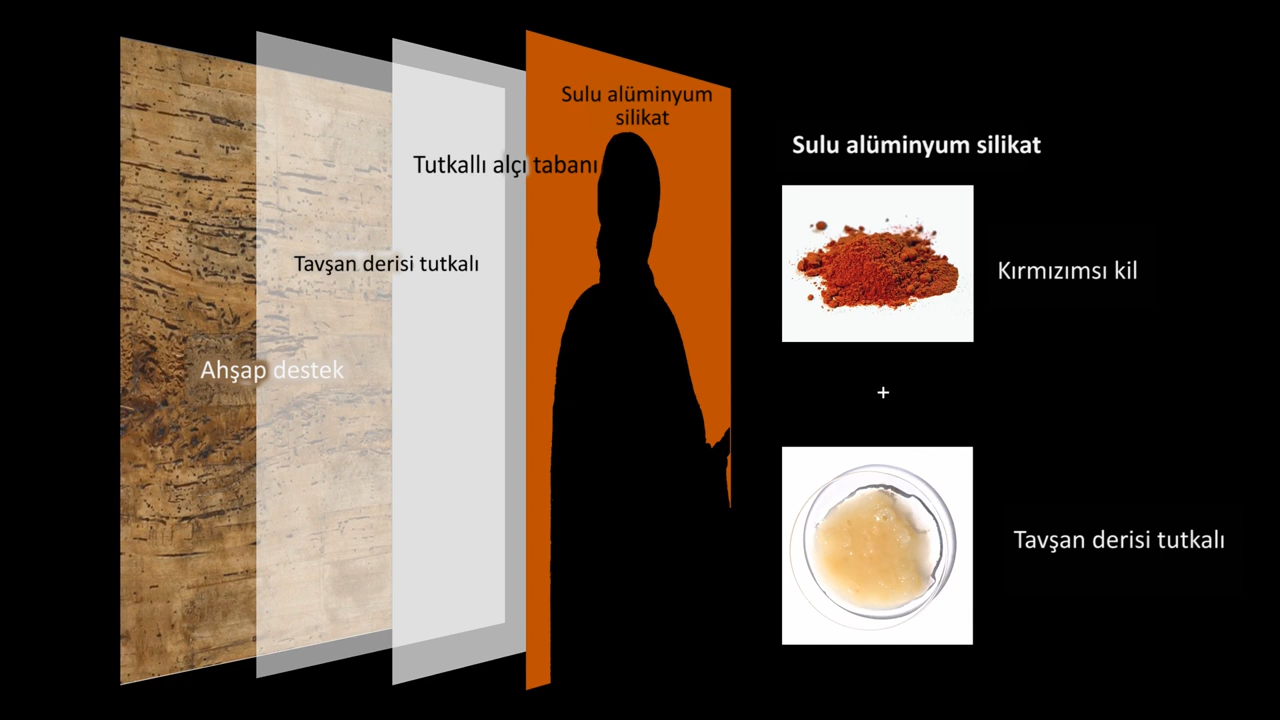 Sulu alüminyum
silikat
Tutkallı alçı tabanı
Tavşan derisi tutkalı
Ahşap destek
Sulu alüminyum silikat
Kırmızımsı kil
+
Tavşan derisi tutkalı